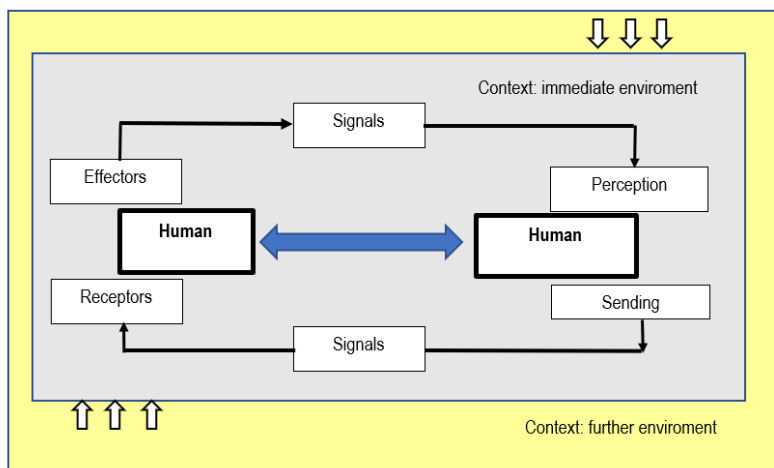 Context: immediate enviroment
Signals
Effectors
Perception
Human
Human
Receptors
Sending
Signals
Context: further enviroment